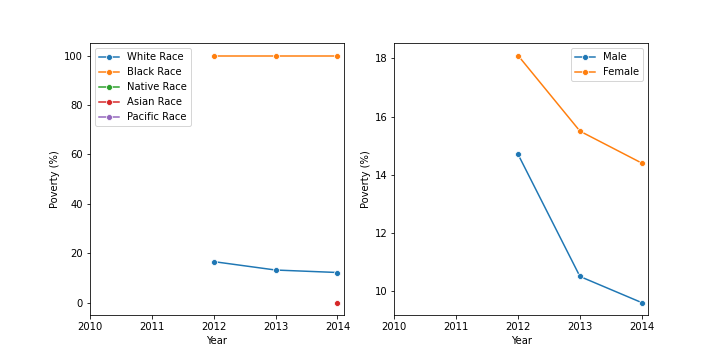 100
80
60
40
20
0
Poverty (%)
2010 2011 2012 2013 2014
Year
White Race
Black Race
Native Race
Asian Race
Pacific Race
18
16
14
12
10
Poverty (%)
2010 2011 2012 2013 2014
Year
Male
Female